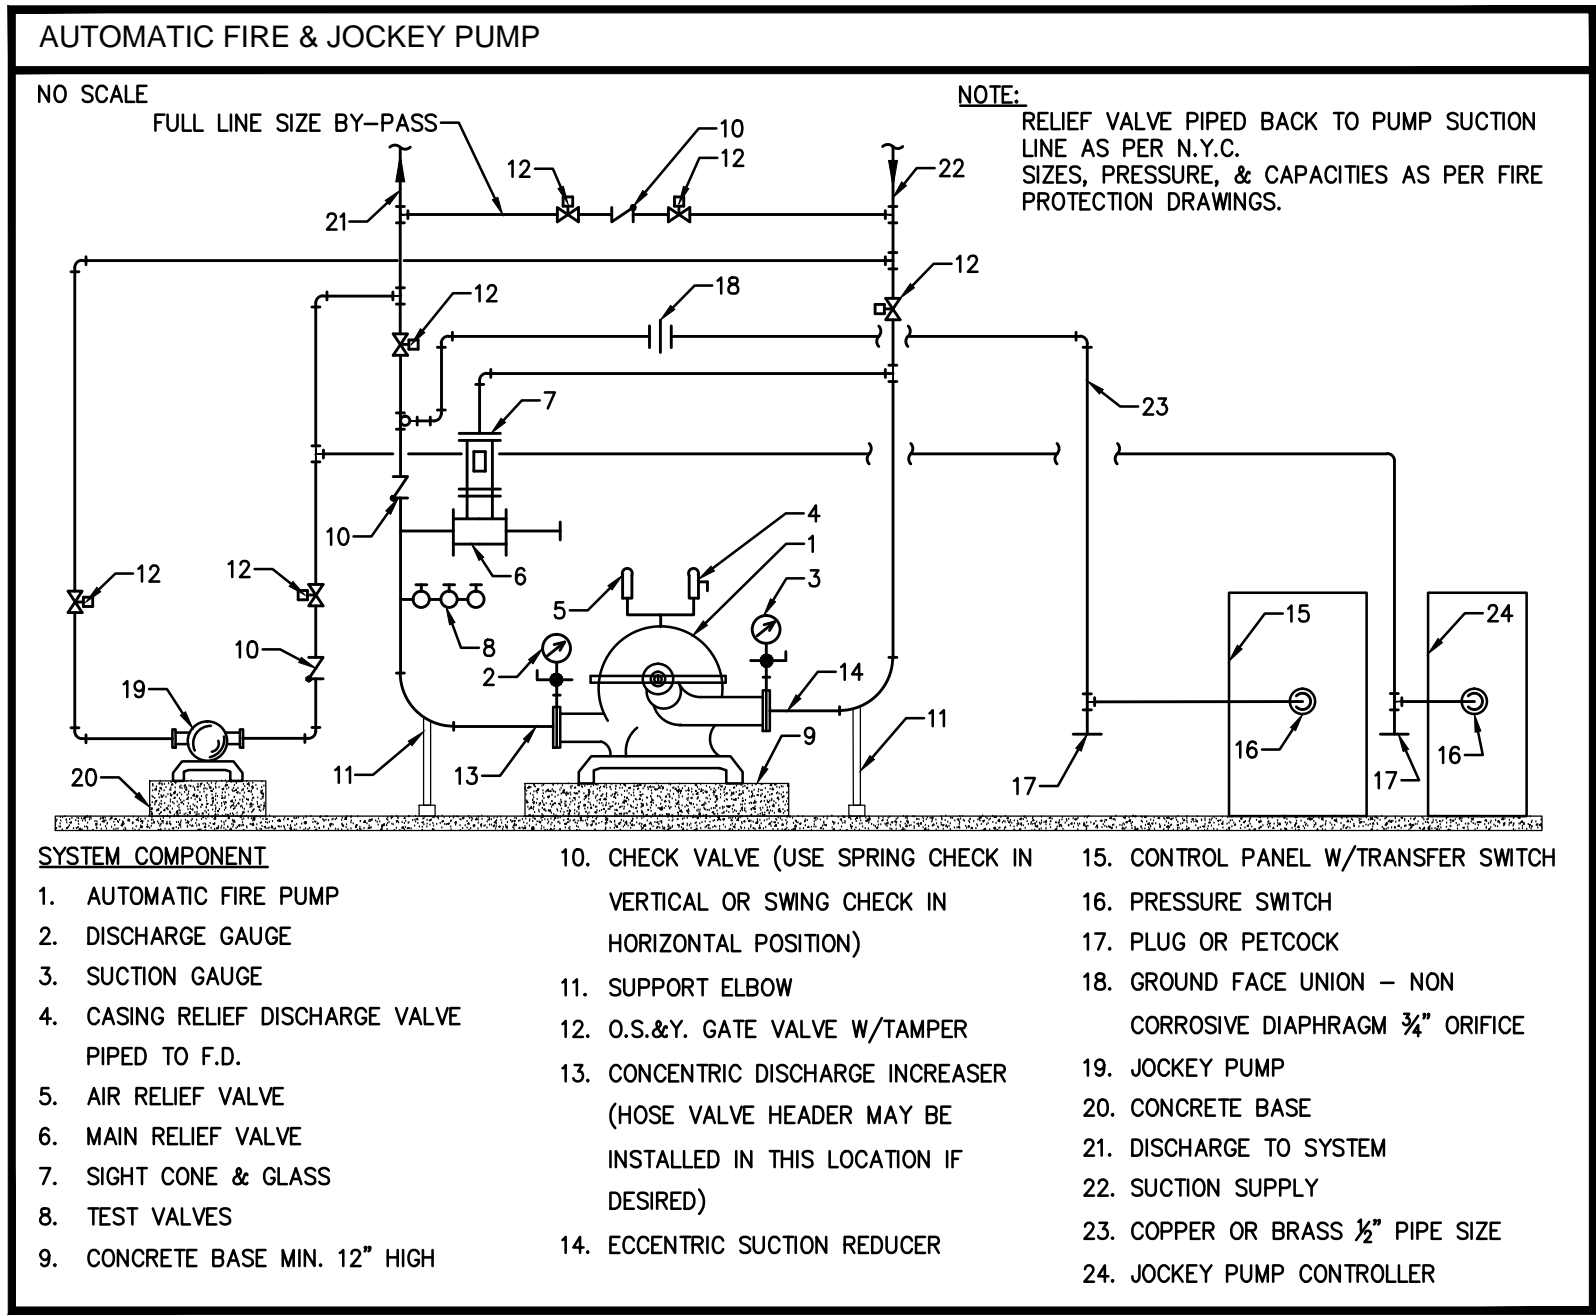 AUTOMATIC FIRE & JOCKEY PUMP
NO SCALE
FULL LINE SIZE BY-PASS
NOTE:
RELIEF VALVE PIPED BACK TO PUMP SUCTION
LINE AS PER N.Y.C.
SIZES, PRESSURE, & CAPACITIES AS PER FIRE
PROTECTION DRAWINGS.
10
12
12
22
21
12
12
18
7
23
10
4
1
6
3
12
12
5
15
24
8
10
2
14
19
11
9
16
16
11
13
20
17
17
SYSTEM COMPONENT
1. AUTOMATIC FIRE PUMP
2. DISCHARGE GAUGE
3. SUCTION GAUGE
4. CASING RELIEF DISCHARGE VALVE
PIPED TO F.D.
5. AIR RELIEF VALVE
6. MAIN RELIEF VALVE
7. SIGHT CONE & GLASS
8. TEST VALVES
9. CONCRETE BASE MIN. 12" HIGH
10. CHECK VALVE (USE SPRING CHECK IN
VERTICAL OR SWING CHECK IN
HORIZONTAL POSITION)
11. SUPPORT ELBOW
12. O.S.&Y. GATE VALVE W/TAMPER
13. CONCENTRIC DISCHARGE INCREASER
(HOSE VALVE HEADER MAY BE
INSTALLED IN THIS LOCATION IF
DESIRED)
14. ECCENTRIC SUCTION REDUCER
15. CONTROL PANEL W/TRANSFER SWITCH
16. PRESSURE SWITCH
17. PLUG OR PETCOCK
18. GROUND FACE UNION – NON
CORROSIVE DIAPHRAGM ¾" ORIFICE
19. JOCKEY PUMP
20. CONCRETE BASE
21. DISCHARGE TO SYSTEM
22. SUCTION SUPPLY
23. COPPER OR BRASS ½" PIPE SIZE
24. JOCKEY PUMP CONTROLLER